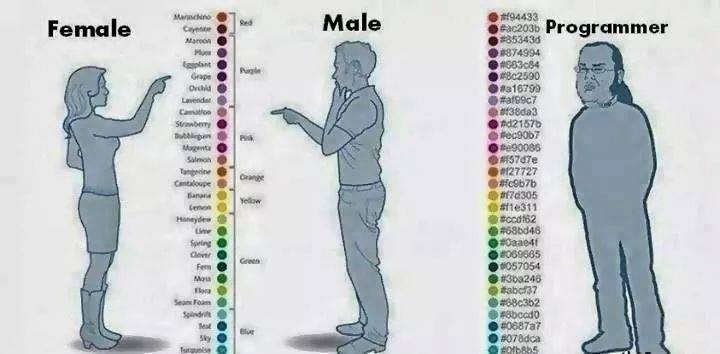 Female
Male
Programmer
Maraschino
Cayenne
Maroon
Plum
Eggplant
Grape
Orchid
Lavender
Carnation
Strawberry
Bubblegum
Magenta
Salmon
Tangerine
Cantaloupe
Banana
Lemon
Honeydew
Lime
Spring
Clover
Fern
Moss
Flora
Seam Foam
Spindrift
Teal
Sky
Turquoise
Red
Purple
Pink
Orange
Yellow
Green
Blue
#f94433
#ac203b
#85343d
#874994
#663c84
#8c2590
#a16799
#af99c7
#f38da3
#d2157b
#ec90b7
#e90086
#f57d7e
#f27727
#fc9b7b
#f7d305
#f1e311
#ccdf62
#68bd46
#0aae4f
#069665
#057054
#3ba246
#abcf37
#68c3b2
#8bccd0
#0687a7
#078dca
#0fb8b5